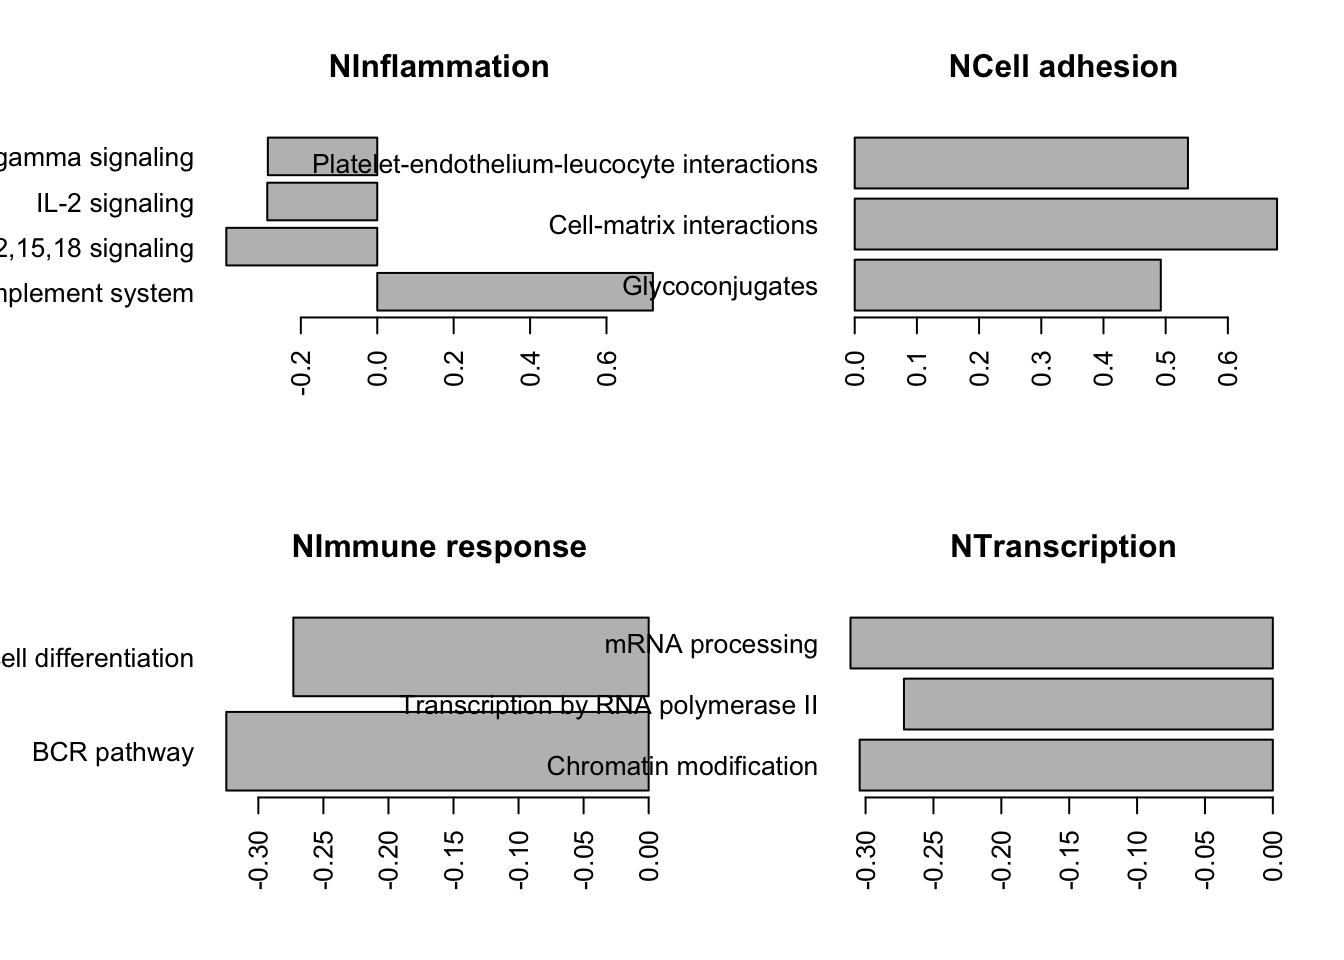 NInflammation
gamma signaling
IL-2 signaling
2,15,18 signaling
mplement system
-0.2 0.0 0.2 0.4 0.6
NCell adhesion
Platelet-endothelium-leucocyte interactions
Cell-matrix interactions
Glycoconjugates
0.0 0.1 0.2 0.3 0.4 0.5 0.6
NImmune response
ell differentiation
BCR pathway
-0.30 -0.25 -0.20 -0.15 -0.10 -0.05 0.00
NTranscription
mRNA processing
Transcription by RNA polymerase II
Chromatin modification
-0.30 -0.25 -0.20 -0.15 -0.10 -0.05 0.00